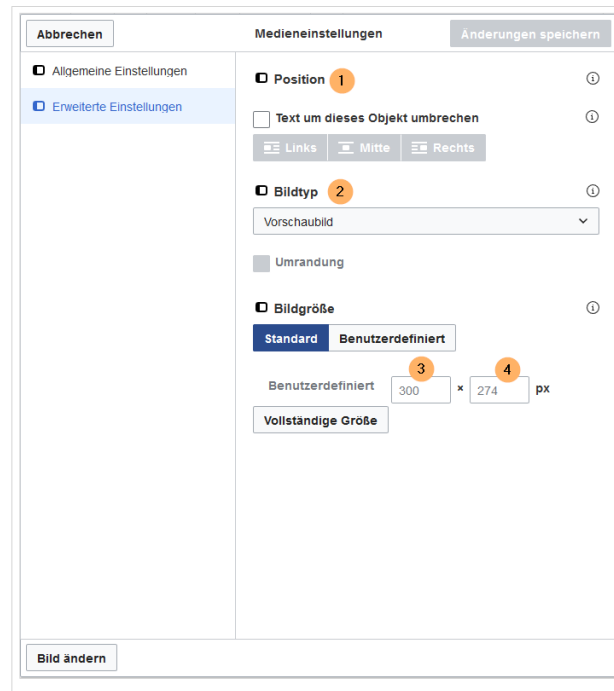 Abbrechen Medieneinstellungen Änderungen speichern
Allgemeine Einstellungen
Erweiterte Einstellungen
Position 1
Text um dieses Objekt umbrechen
Links Mitte Rechts
Bildtyp 2
Vorschaubild
Umrandung
Bildgröße
Standard Benutzerdefiniert
3 4
Benutzerdefiniert 300 × 274 px
Vollständige Größe
Bild ändern